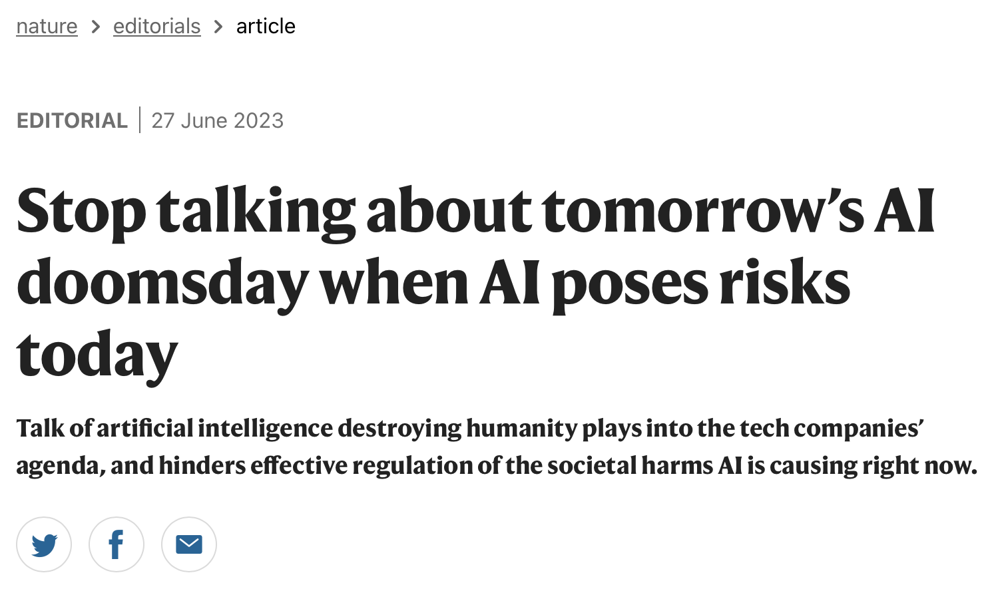 nature > editorials > article
EDITORIAL | 27 June 2023
Stop talking about tomorrow’s AI
doomsday when AI poses risks
today
Talk of artificial intelligence destroying humanity plays into the tech companies’
agenda, and hinders effective regulation of the societal harms AI is causing right now.